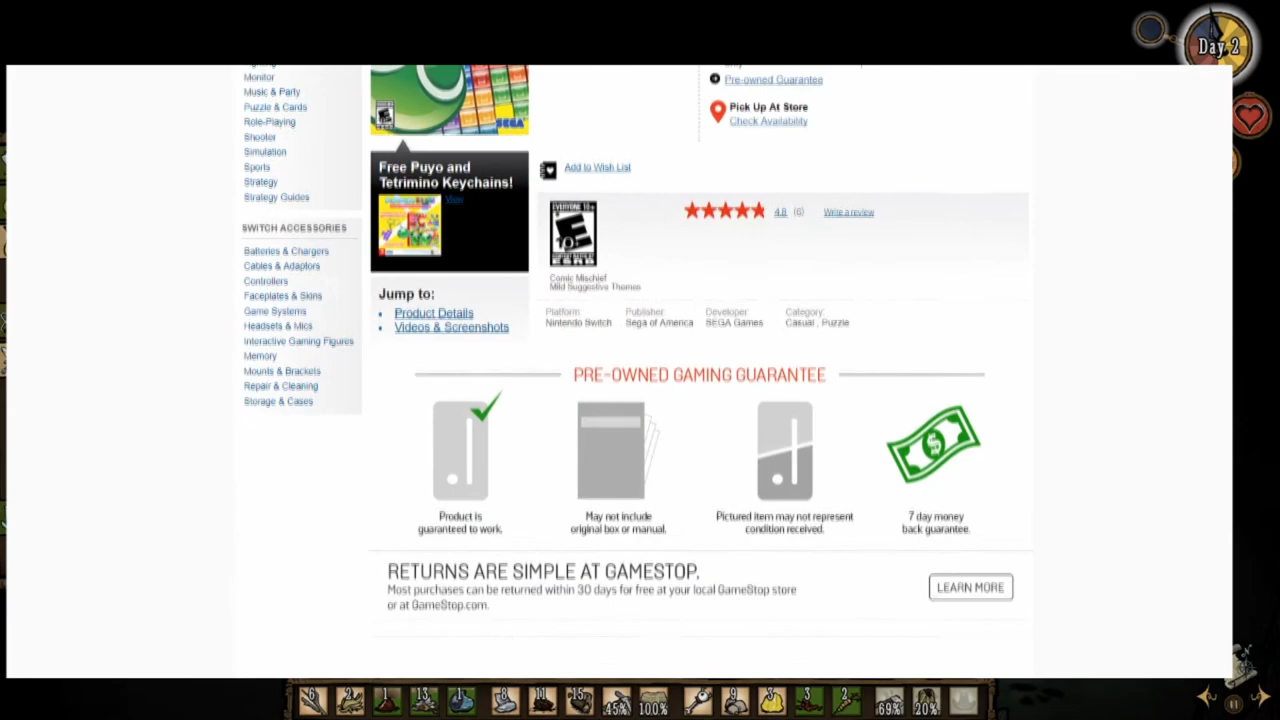 Day 2
Monitor
Music & Party
Puzzle & Cards
Role-Playing
Shooter
Simulation
Sports
Strategy
Strategy Guides
SWITCH ACCESSORIES
Batteries & Chargers
Cables & Adaptors
Controllers
Faceplates & Skins
Game Systems
Headsets & Mics
Interactive Gaming Figures
Memory
Mounts & Brackets
Repair & Cleaning
Storage & Cases
SEGA
Free Puyo and
Tetrimino Keychains!
View
Jump to:
Product Details
Videos & Screenshots
Pre-owned Guarantee
Pick Up At Store
Check Availability
Add to Wish List
EVERYONE 10+
4.8 (6) Write a review
Comic Mischief
Mild Suggestive Themes
Platform Publisher Developer Category
Nintendo Switch Sega of America SEGA Games Casual , Puzzle
PRE-OWNED GAMING GUARANTEE
Product is
guaranteed to work.
May not include
original box or manual.
Pictured item may not represent
condition received.
7 day money
back guarantee.
RETURNS ARE SIMPLE AT GAMESTOP.
Most purchases can be returned within 30 days for free at your local GameStop store
or at GameStop.com.
LEARN MORE
6 2 1 13 1 8 11 15 45% 100% 9 3 3 2 69% 20%